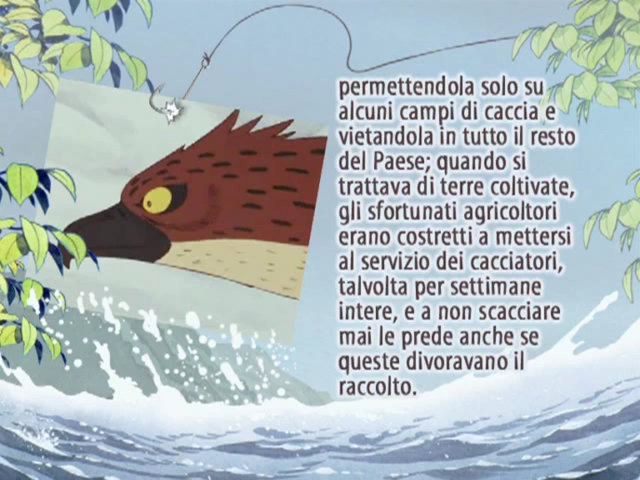 permettendola solo su
alcuni campi di caccia e
vietandola in tutto il resto
del Paese; quando si
trattava di terre coltivate,
gli sfortunati agricoltori
erano costretti a mettersi
al servizio dei cacciatori,
talvolta per settimane
intere, e a non scacciare
mai le prede anche se
queste divoravano il
raccolto.